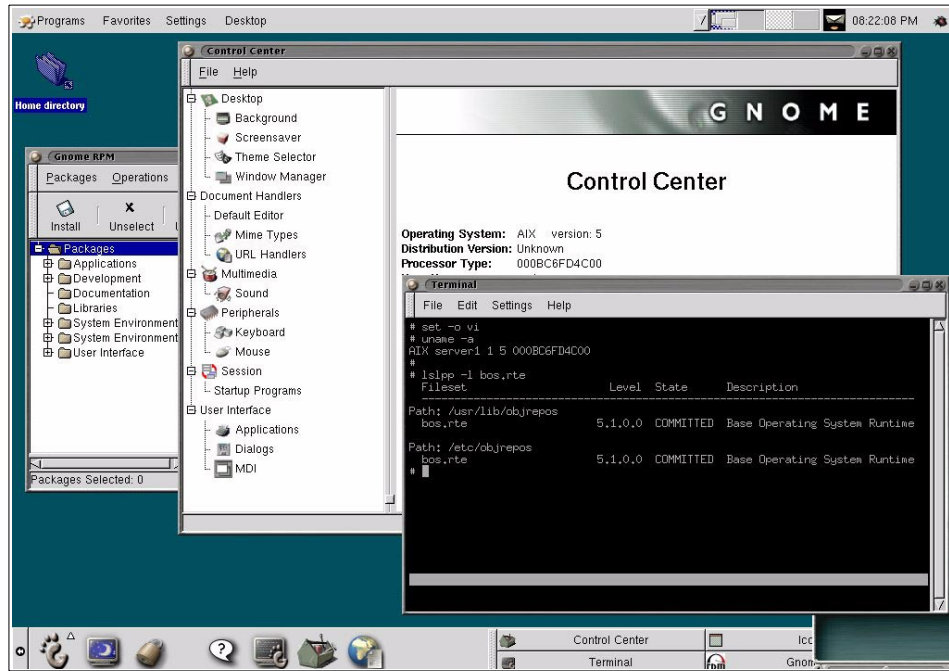 Programs Favorites Settings Desktop
08:22:08 PM
Home directory
Control Center
File Help
Desktop
Background
Screensaver
Theme Selector
Window Manager
Document Handlers
Default Editor
Mime Types
URL Handlers
Multimedia
Sound
Peripherals
Keyboard
Mouse
Session
Startup Programs
User Interface
Applications
Dialogs
MDI
GNOME
Control Center
Operating System: AIX version: 5
Distribution Version: Unknown
Processor Type: 000BC6FD4C00
Gnome RPM
Packages Operations
Install Unselect
Packages
Applications
Development
Documentation
Libraries
System Environment
System Environment
User Interface
Packages Selected: 0
Terminal
File Edit Settings Help
# set -o vi
# uname -a
AIX server1 1 5 000BC6FD4C00
#
# lslpp -l bos.rte
Fileset Level State Description
----------------------------------------------------------------------------
Path: /usr/lib/objrepos
bos.rte 5.1.0.0 COMMITTED Base Operating System Runtime
Path: /etc/objrepos
bos.rte 5.1.0.0 COMMITTED Base Operating System Runtime
#
Control Center
Terminal
rpm